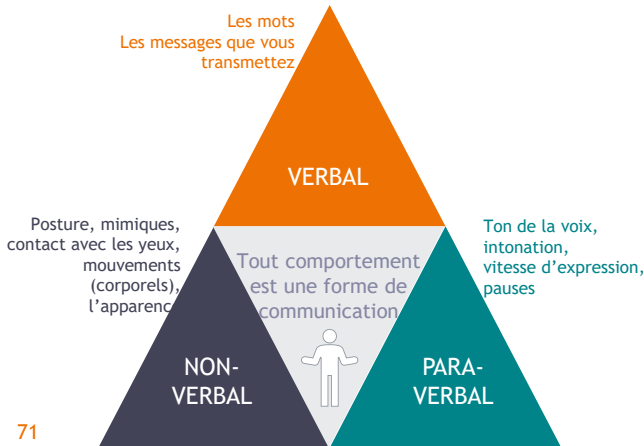 Les mots
Les messages que vous
transmettez
VERBAL
Posture, mimiques,
contact avec les yeux,
mouvements
(corporels),
l’apparenc
Tout comportement
est une forme de
communication
Ton de la voix,
intonation,
vitesse d’expression,
pauses
NON-
VERBAL
PARA-
VERBAL
71